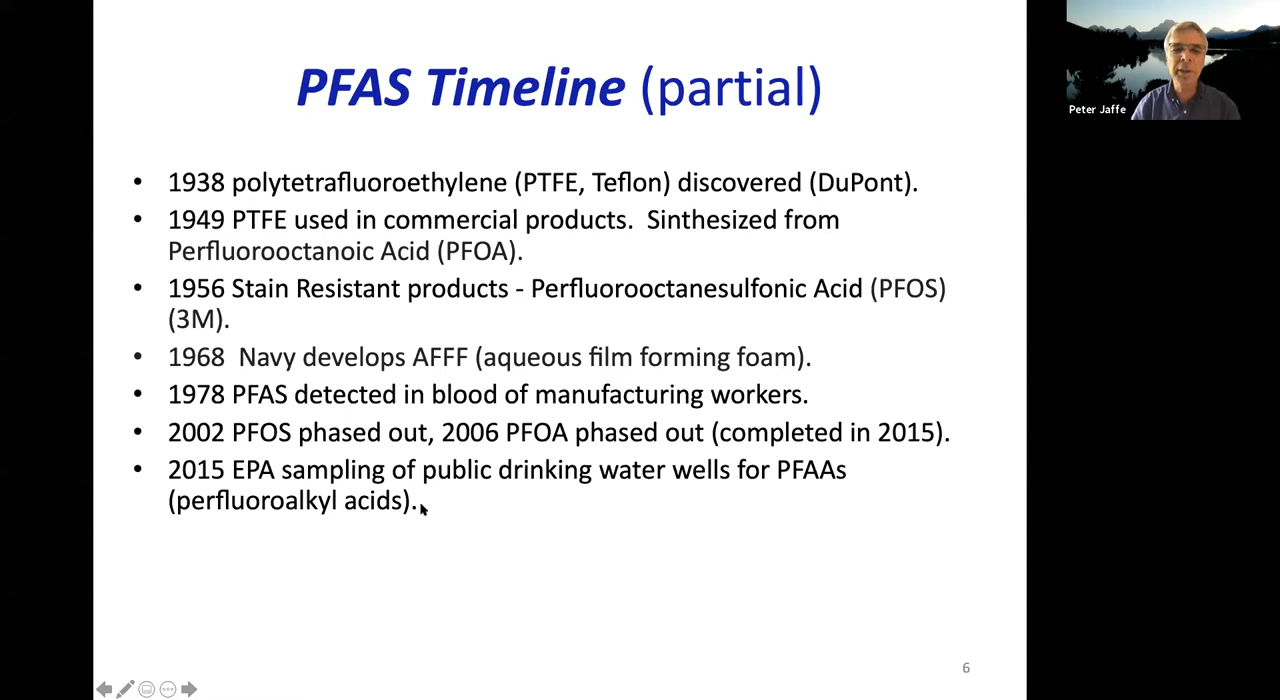 PFAS Timeline (partial)
Peter Jaffe
• 1938 polytetrafluoroethylene (PTFE, Teflon) discovered (DuPont).
• 1949 PTFE used in commercial products.  Sinthesized from
Perfluorooctanoic Acid (PFOA).
• 1956 Stain Resistant products - Perfluorooctanesulfonic Acid (PFOS)
(3M).
• 1968  Navy develops AFFF (aqueous film forming foam).
• 1978 PFAS detected in blood of manufacturing workers.
• 2002 PFOS phased out, 2006 PFOA phased out (completed in 2015).
• 2015 EPA sampling of public drinking water wells for PFAAs
(perfluoroalkyl acids).
6